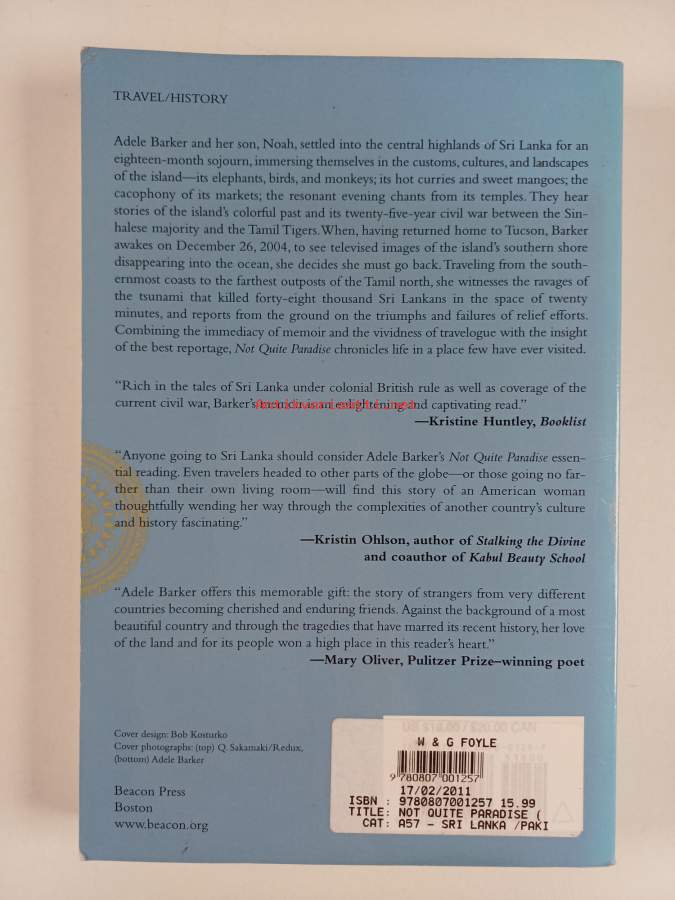 TRAVEL/HISTORY
Adele Barker and her son, Noah, settled into the central highlands of Sri Lanka for an
eighteen-month sojourn, immersing themselves in the customs, cultures, and landscapes
of the island—its elephants, birds, and monkeys; its hot curries and sweet mangoes; the
cacophony of its markets; the resonant evening chants from its temples. They hear
stories of the island's colorful past and its twenty-five-year civil war between the Sin-
halese majority and the Tamil Tigers. When, having returned home to Tucson, Barker
awakes on December 26, 2004, to see televised images of the island's southern shore
disappearing into the ocean, she decides she must go back. Traveling from the south-
ernmost coasts to the farthest outposts of the Tamil north, she witnesses the ravages of
the tsunami that killed forty-eight thousand Sri Lankans in the space of twenty
minutes, and reports from the ground on the triumphs and failures of relief efforts.
Combining the immediacy of memoir and the vividness of travelogue with the insight
of the best reportage, Not Quite Paradise chronicles life in a place few have ever visited.
"Rich in the tales of Sri Lanka under colonial British rule as well as coverage of the
current civil war, Barker's memoir is an enlightening and captivating read."
—Kristine Huntley, Booklist
"Anyone going to Sri Lanka should consider Adele Barker's Not Quite Paradise essen-
tial reading. Even travelers headed to other parts of the globe—or those going no far-
ther than their own living room—will find this story of an American woman
thoughtfully wending her way through the complexities of another country's culture
and history fascinating."
—Kristin Ohlson, author of Stalking the Divine
and coauthor of Kabul Beauty School
"Adele Barker offers this memorable gift: the story of strangers from very different
countries becoming cherished and enduring friends. Against the background of a most
beautiful country and through the tragedies that have marred its recent history, her love
of the land and for its people won a high place in this reader's heart."
—Mary Oliver, Pulitzer Prize–winning poet
Cover design: Bob Kosturko
Cover photographs: (top) Q. Sakamaki/Redux,
(bottom) Adele Barker
Beacon Press
Boston
www.beacon.org
US $18.00 / $20.00 CAN
W & G FOYLE
9 780807 001257
17/02/2011
ISBN : 9780807001257 15.99
TITLE: NOT QUITE PARADISE (
CAT: A57 - SRI LANKA /PAKI